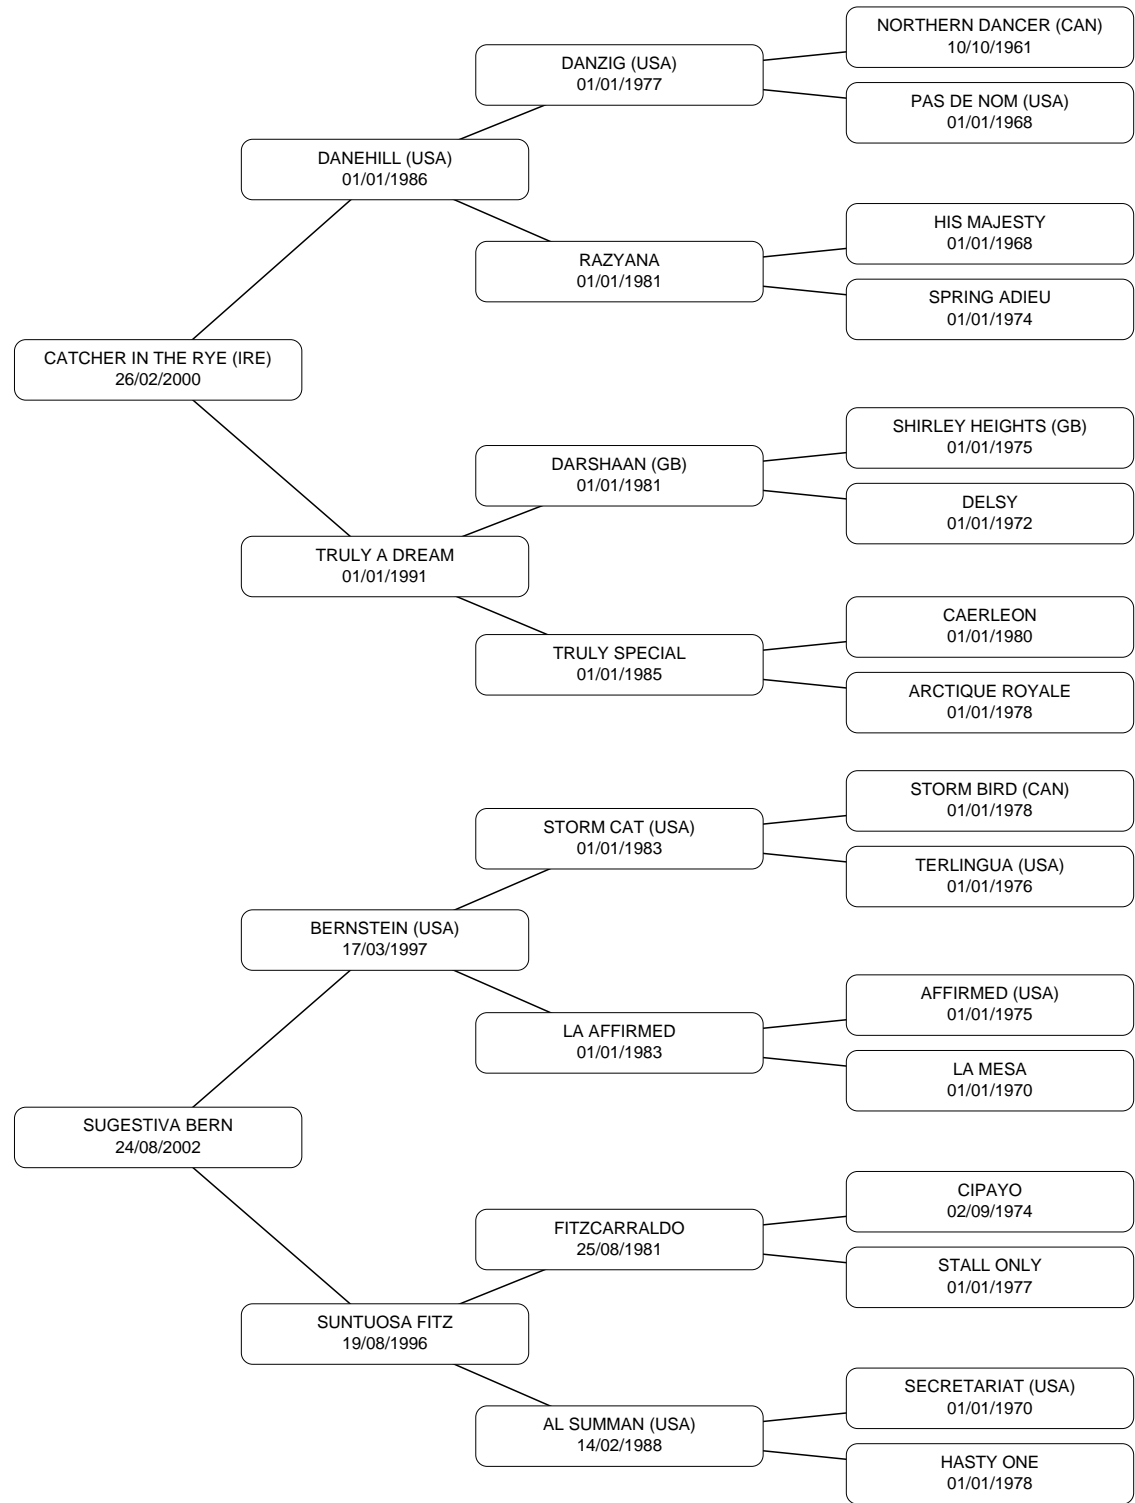 NORTHERN DANCER (CAN)
10/10/1961
DANZIG (USA)
01/01/1977
PAS DE NOM (USA)
01/01/1968
DANEHILL (USA)
01/01/1986
HIS MAJESTY
01/01/1968
RAZYANA
01/01/1981
SPRING ADIEU
01/01/1974
CATCHER IN THE RYE (IRE)
26/02/2000
SHIRLEY HEIGHTS (GB)
01/01/1975
DARSHAAN (GB)
01/01/1981
DELSY
01/01/1972
TRULY A DREAM
01/01/1991
CAERLEON
01/01/1980
TRULY SPECIAL
01/01/1985
ARCTIQUE ROYALE
01/01/1978
STORM BIRD (CAN)
01/01/1978
STORM CAT (USA)
01/01/1983
TERLINGUA (USA)
01/01/1976
BERNSTEIN (USA)
17/03/1997
AFFIRMED (USA)
01/01/1975
LA AFFIRMED
01/01/1983
LA MESA
01/01/1970
SUGESTIVA BERN
24/08/2002
CIPAYO
02/09/1974
FITZCARRALDO
25/08/1981
STALL ONLY
01/01/1977
SUNTUOSA FITZ
19/08/1996
SECRETARIAT (USA)
01/01/1970
AL SUMMAN (USA)
14/02/1988
HASTY ONE
01/01/1978